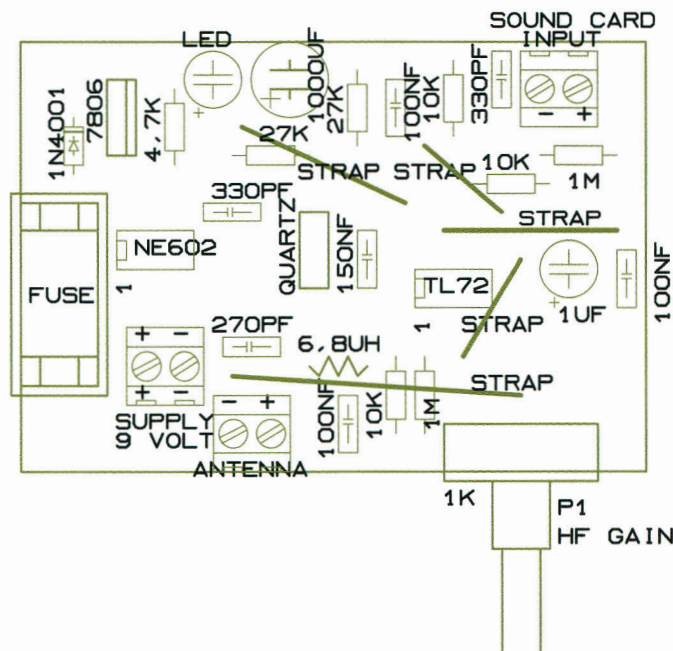 SOUND CARD
INPUT
LED
1000UF
27K
100NF
10K
330PF
- +
1N4001
7806
4,7K
+
+
27K
STRAP
STRAP
10K
1M
330PF
STRAP
NE602
1
QUARTZ
150NF
TL72
1
STRAP
+
1UF
100NF
FUSE
+ -
270PF
6,8UH
STRAP
+ -
SUPPLY
9 VOLT
- +
ANTENNA
100NF
10K
1M
1K
P1
HF GAIN